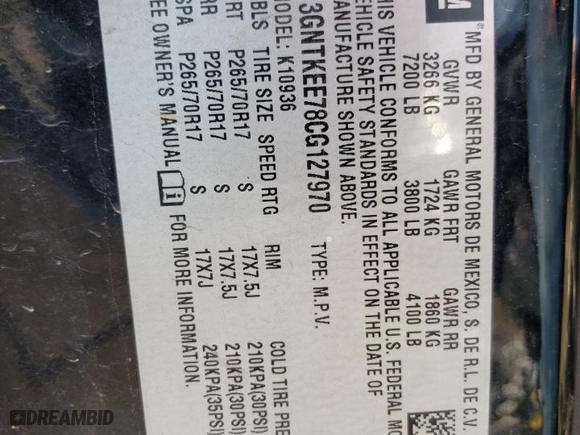 GM®
MFD BY GENERAL MOTORS DE MEXICO, S. DE R.L. DE C.V.
GVWR GAWR FRT GAWR RR
3266 KG 1724 KG 1860 KG
7200 LB 3800 LB 4100 LB
HIS VEHICLE CONFORMS TO ALL APPLICABLE U.S. FEDERAL MO
EHICLE SAFETY STANDARDS IN EFFECT ON THE DATE OF
ANUFACTURE SHOWN ABOVE.
3GNTKEE78CG127970 TYPE: M.P.V.
MODEL: K10936
BLS TIRE SIZE SPEED RTG RIM COLD TIRE PRE
RT P265/70R17 S 17X7.5J 210KPA(30PSI)
RR P265/70R17 S 17X7.5J 210KPA(30PSI)
SPA P265/70R17 S 17X7J 240KPA(35PSI)
EE OWNER'S MANUAL FOR MORE INFORMATION.
DREAMBID